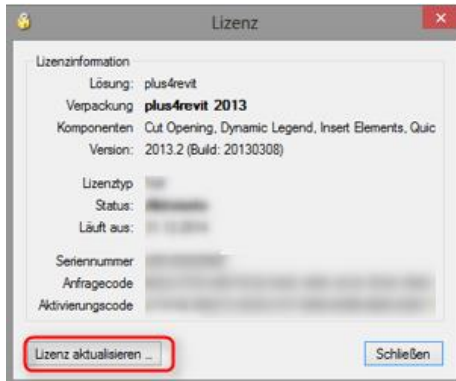 Lizenz
Lizenzinformation
Lösung: plus4revit
Verpackung plus4revit 2013
Komponenten Cut Opening, Dynamic Legend, Insert Elements, Quic
Version: 2013.2 (Build: 20130308)
Lizenztyp
Status:
Läuft aus:
Seriennummer
Anfragecode
Aktivierungscode
Lizenz aktualisieren ... Schließen